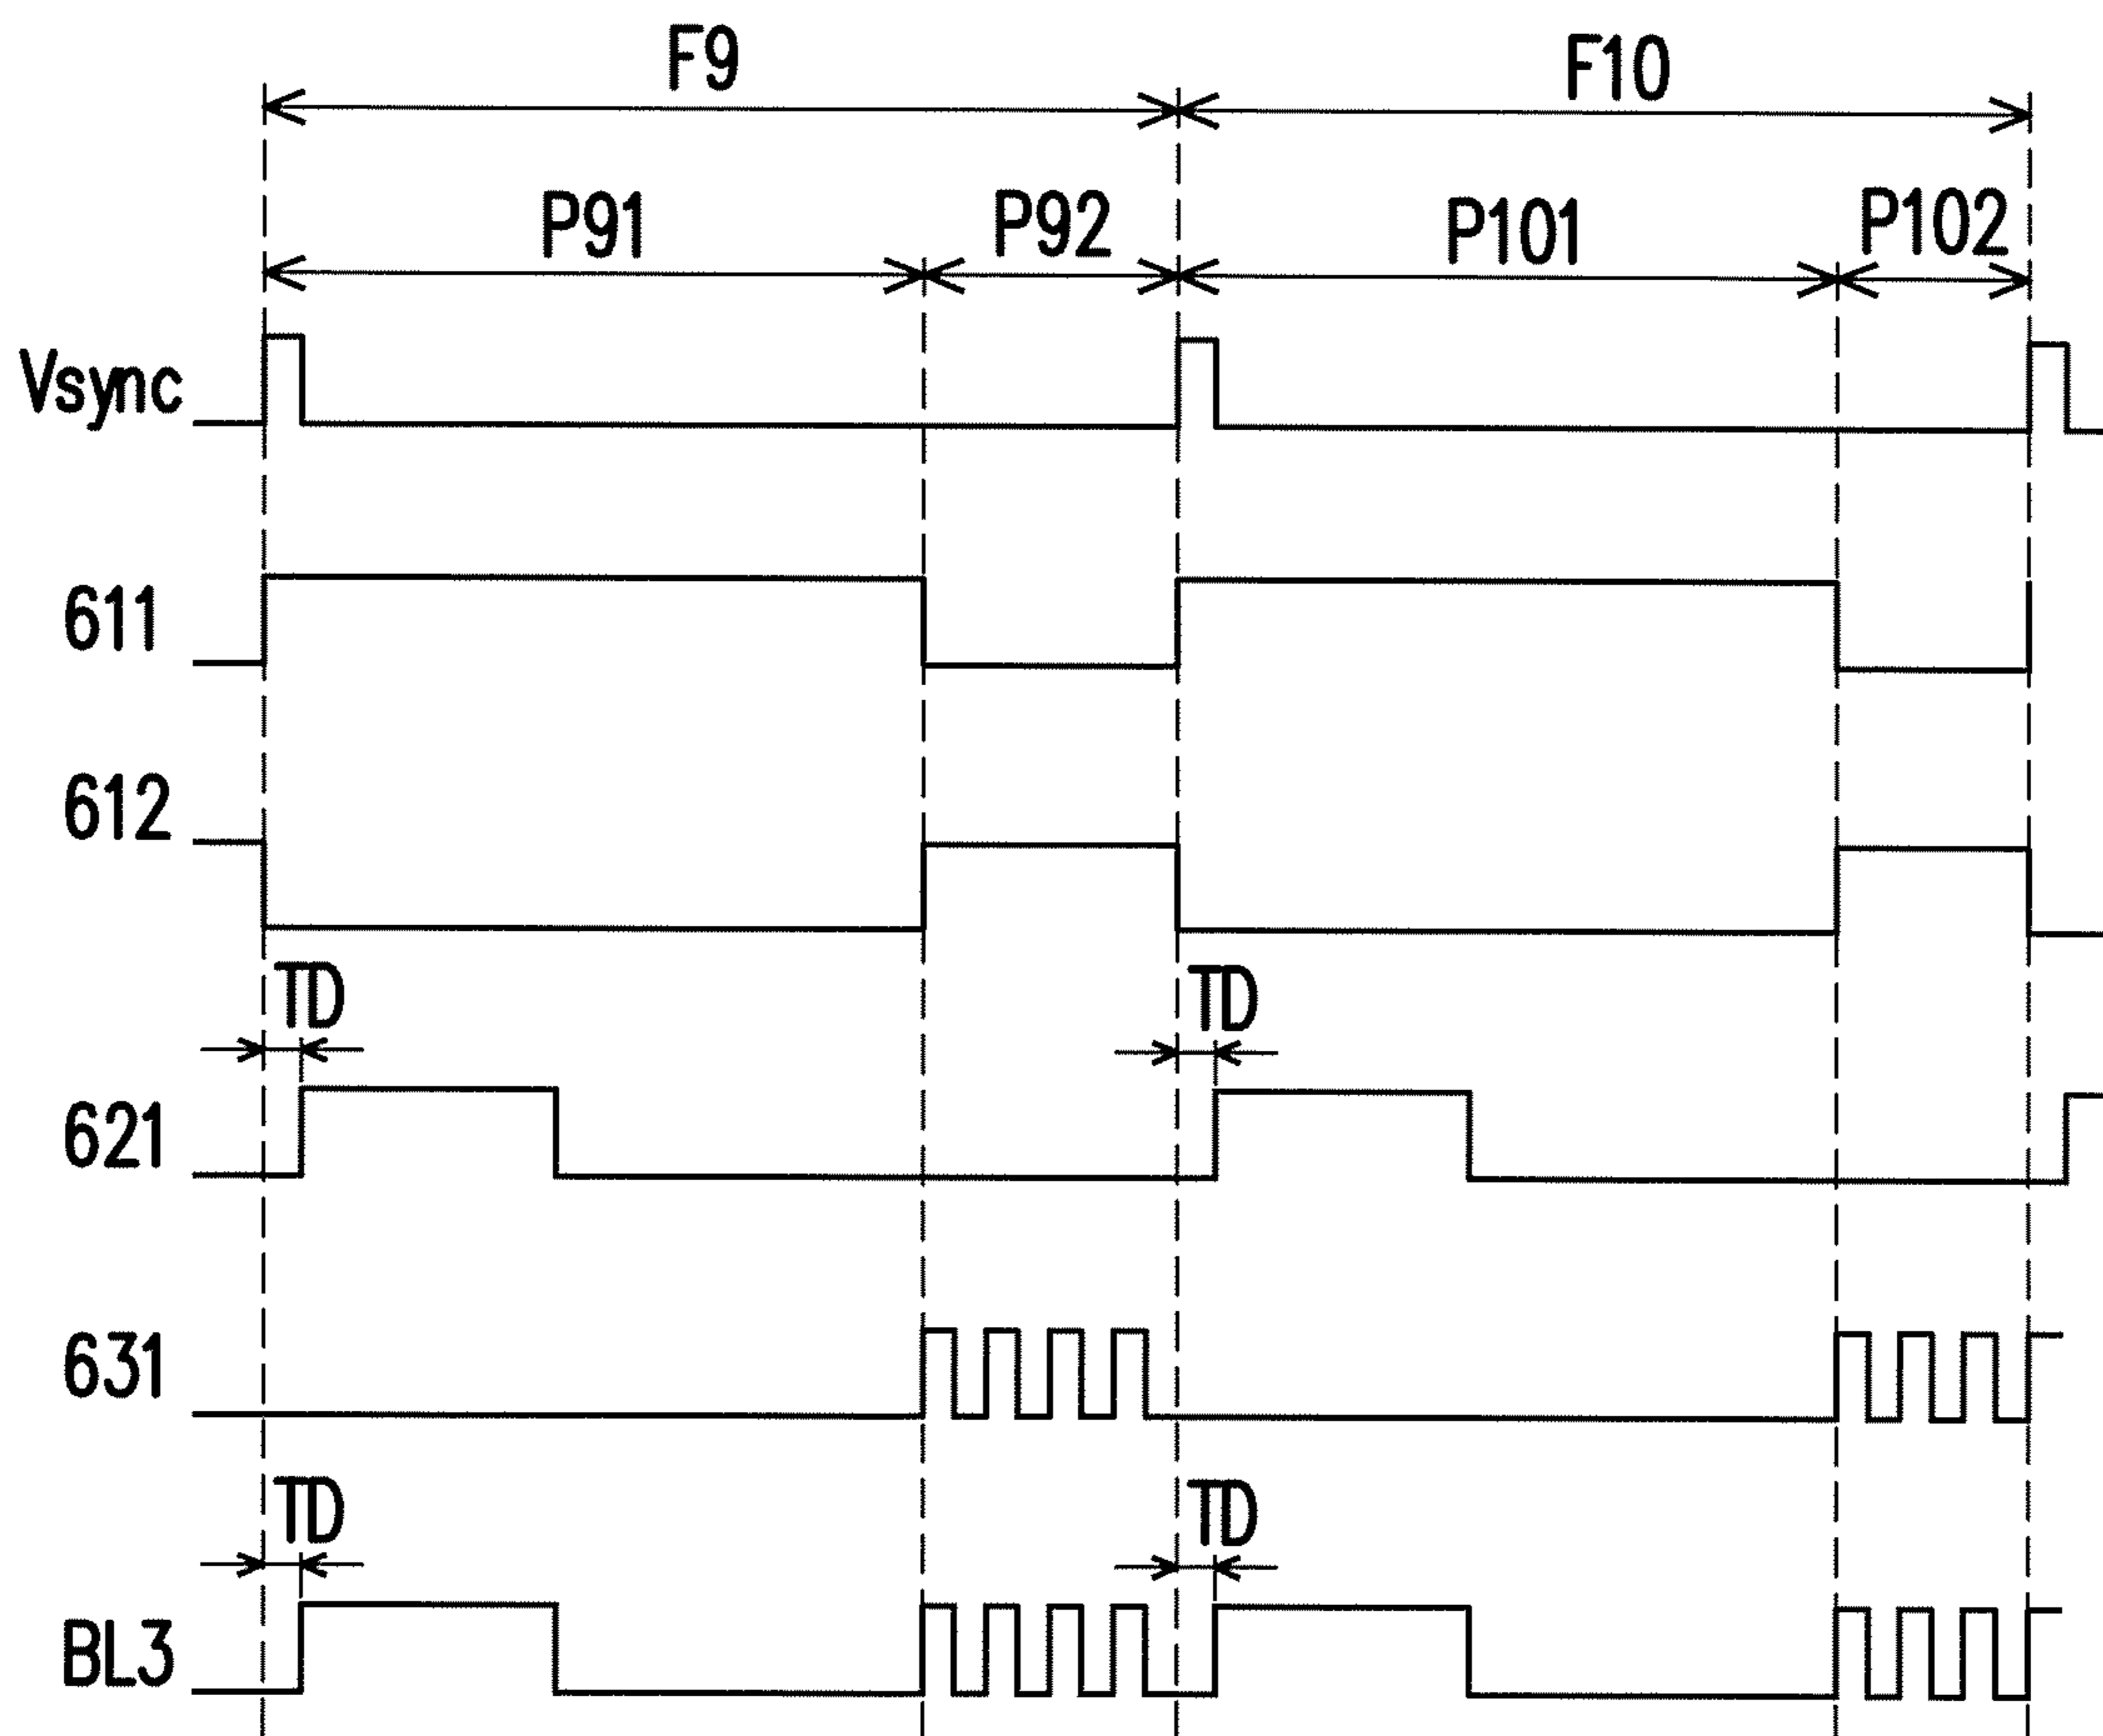 F9 F10
P91 P92 P101 P102
Vsync
611
612
TD TD
621
631
TD TD
BL3